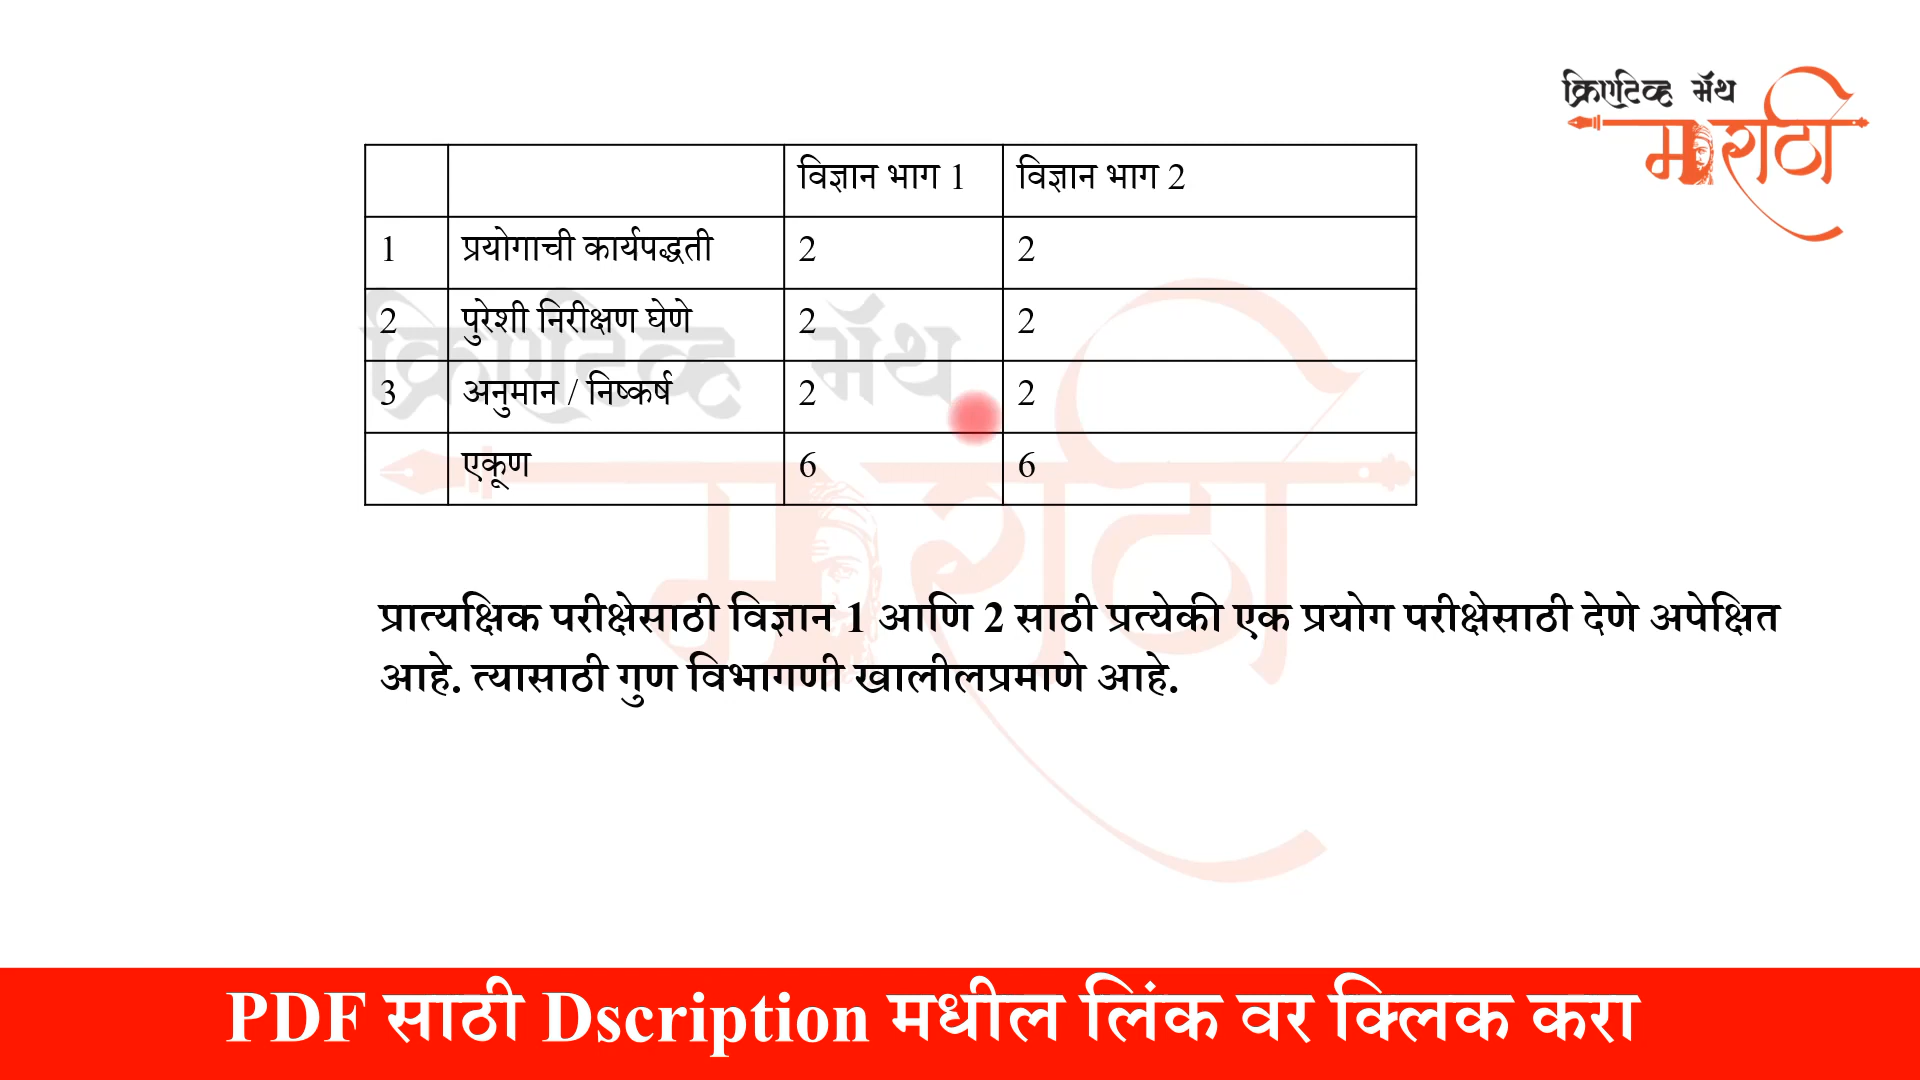 क्रिएटिव्ह मॅथ
मराठी
विज्ञान भाग 1 विज्ञान भाग 2
1 प्रयोगाची कार्यपद्धती 2 2
2 पुरेशी निरीक्षण घेणे 2 2
3 अनुमान / निष्कर्ष 2 2
एकूण 6 6
क्रिएटिव्ह मॅथ
मराठी
प्रात्यक्षिक परीक्षेसाठी विज्ञान 1 आणि 2 साठी प्रत्येकी एक प्रयोग परीक्षेसाठी देणे अपेक्षित
आहे. त्यासाठी गुण विभागणी खालीलप्रमाणे आहे.
PDF साठी Dscription मधील लिंक वर क्लिक करा